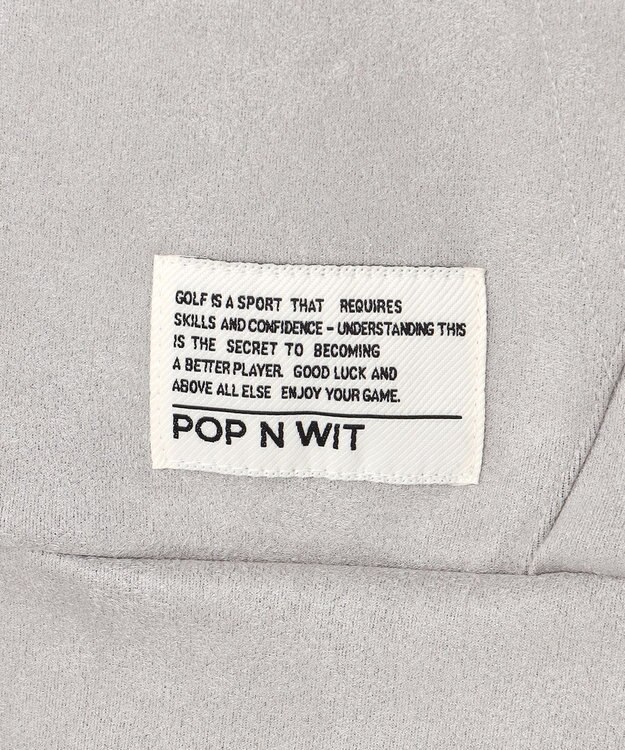 GOLF IS A SPORT THAT REQUIRES
SKILLS AND CONFIDENCE – UNDERSTANDING THIS
IS THE SECRET TO BECOMING
A BETTER PLAYER. GOOD LUCK AND
ABOVE ALL ELSE ENJOY YOUR GAME.
POP N WIT